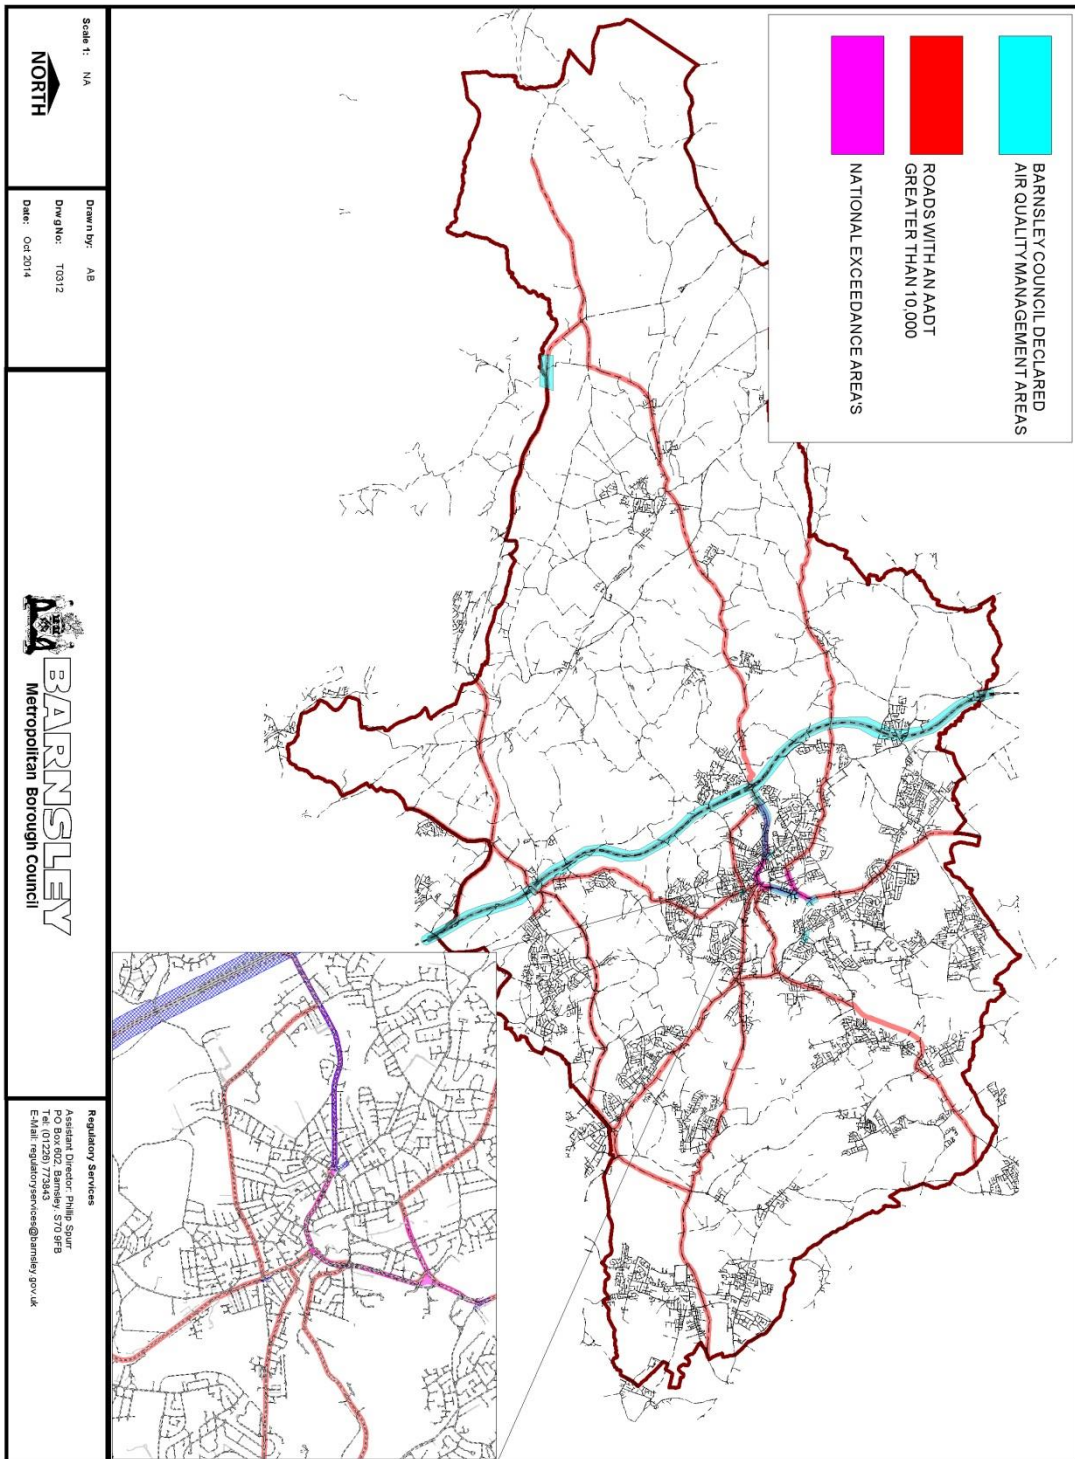 BARNSLEY COUNCIL DECLARED
AIR QUALITY MANAGEMENT AREAS
ROADS WITH AN AADT
GREATER THAN 10,000
NATIONAL EXCEEDANCE AREA'S
Scale 1: NA
NORTH
Drawn by: AB
Drwg No: T0312
Date: Oct 2014
BARNSLEY
Metropolitan Borough Council
Regulatory Services
Assistant Director: Phillip Spurr
PO Box 602, Barnsley. S70 9FB
Tel: (01226) 773843
E-Mail: regulatoryservices@barnsley.gov.uk